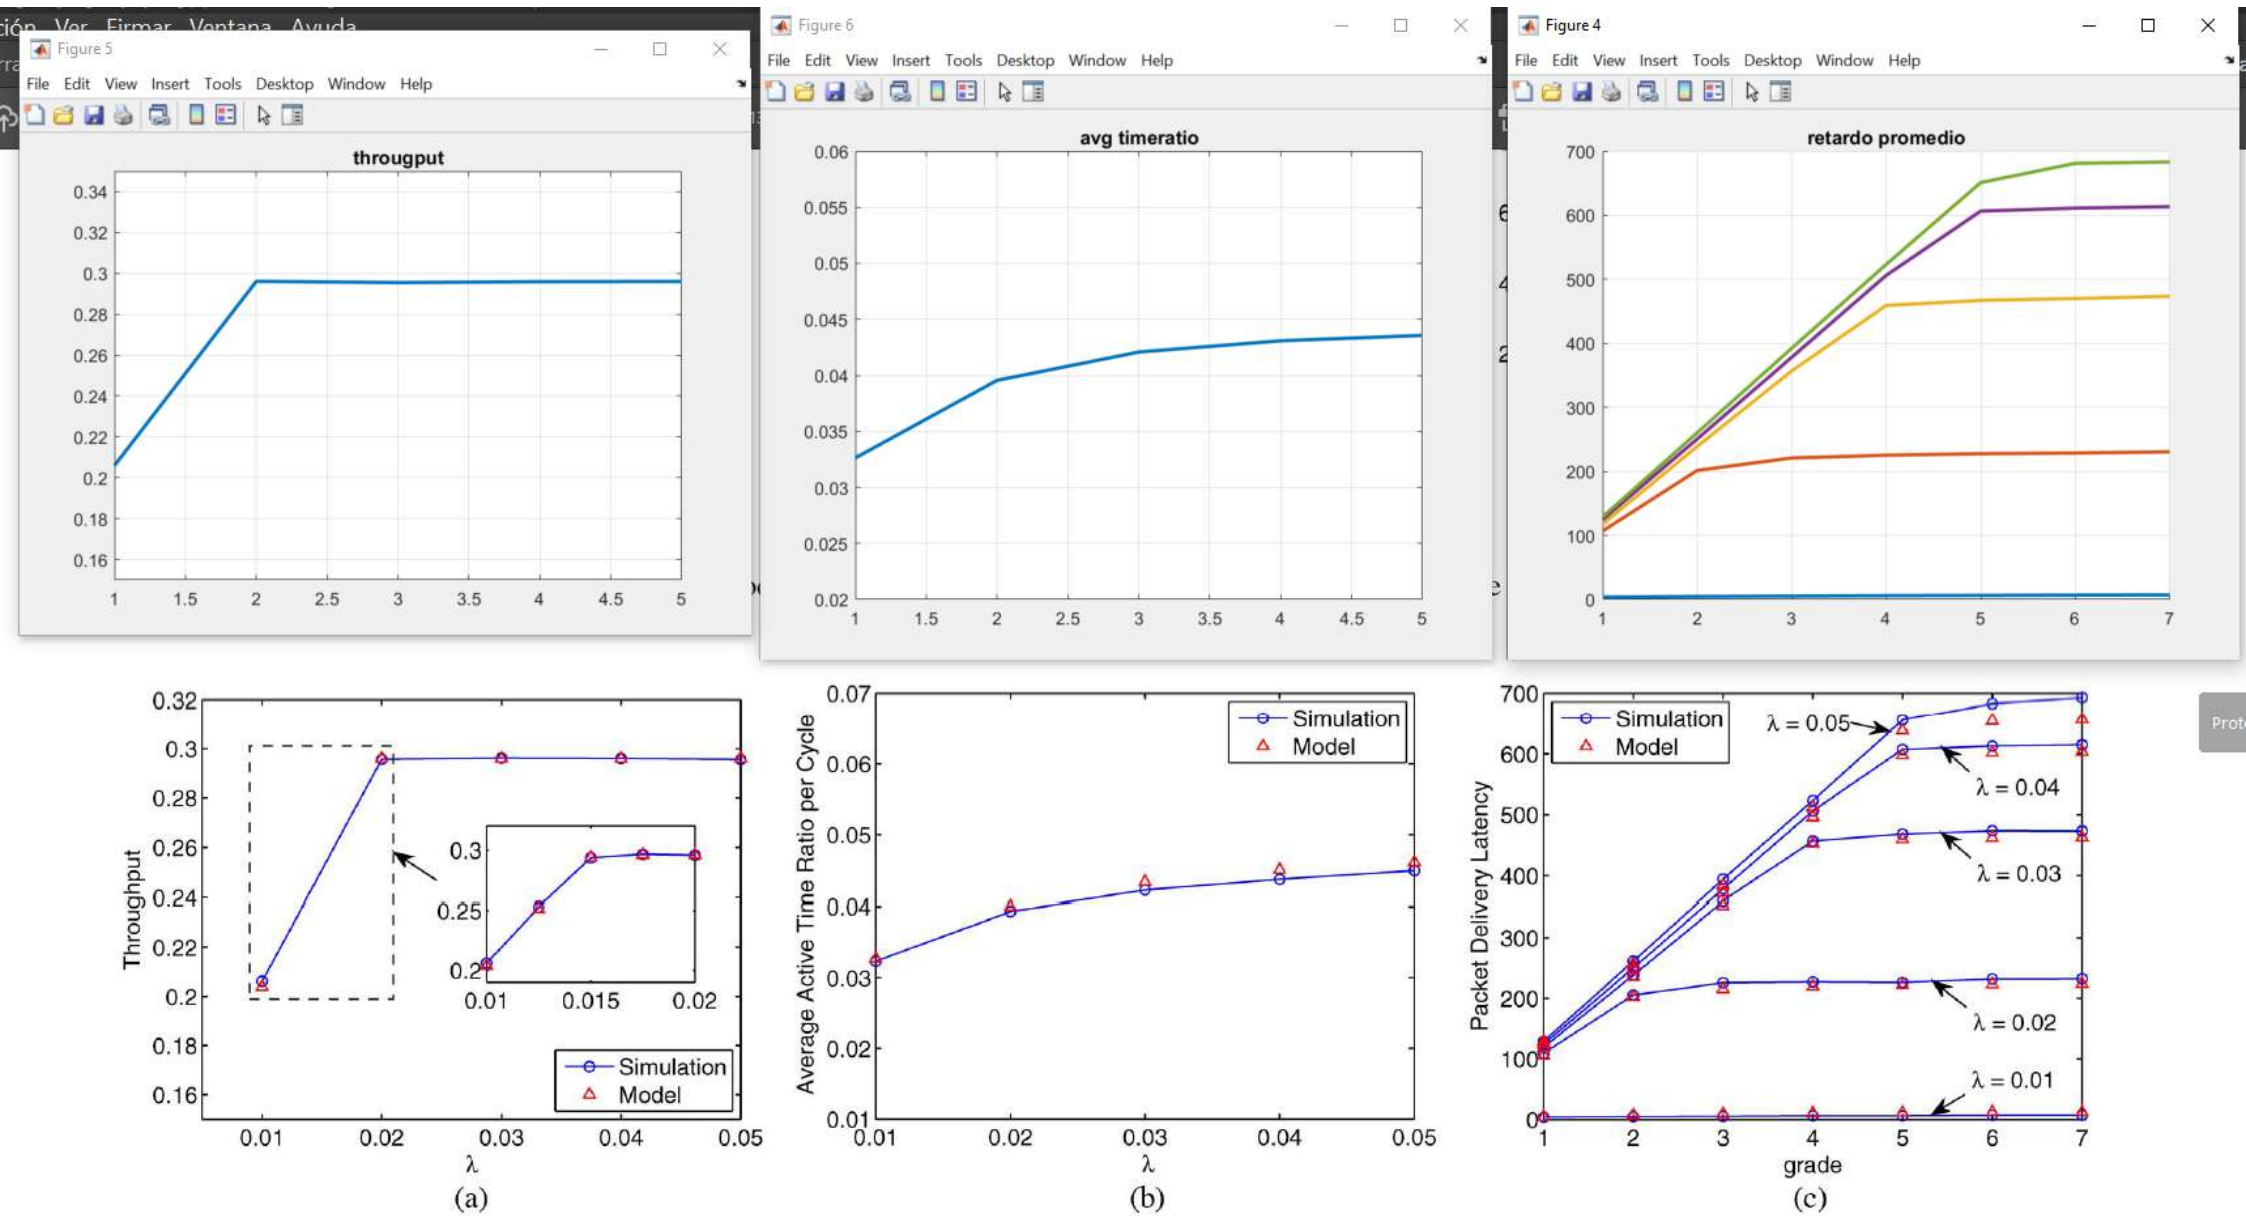 ción Ver Firmar Ventana Ayuda
Figure 5
File Edit View Insert Tools Desktop Window Help
througput
0.34
0.32
0.3
0.28
0.26
0.24
0.22
0.2
0.18
0.16
1 1.5 2 2.5 3 3.5 4 4.5 5
Figure 6
File Edit View Insert Tools Desktop Window Help
avg timeratio
0.06
0.055
0.05
0.045
0.04
0.035
0.03
0.025
0.02
1 1.5 2 2.5 3 3.5 4 4.5 5
Figure 4
File Edit View Insert Tools Desktop Window Help
retardo promedio
700
600
500
400
300
200
100
0
1 2 3 4 5 6 7
Throughput
0.32
0.3
0.28
0.26
0.24
0.22
0.2
0.18
0.16
0.3
0.25
0.2
0.01 0.015 0.02
Simulation
Model
0.01 0.02 0.03 0.04 0.05
λ
(a)
Average Active Time Ratio per Cycle
0.07
0.06
0.05
0.04
0.03
0.02
0.01
Simulation
Model
0.01 0.02 0.03 0.04 0.05
λ
(b)
Packet Delivery Latency
700
600
500
400
300
200
100
0
Simulation
Model
λ = 0.05
λ = 0.04
λ = 0.03
λ = 0.02
λ = 0.01
1 2 3 4 5 6 7
grade
(c)